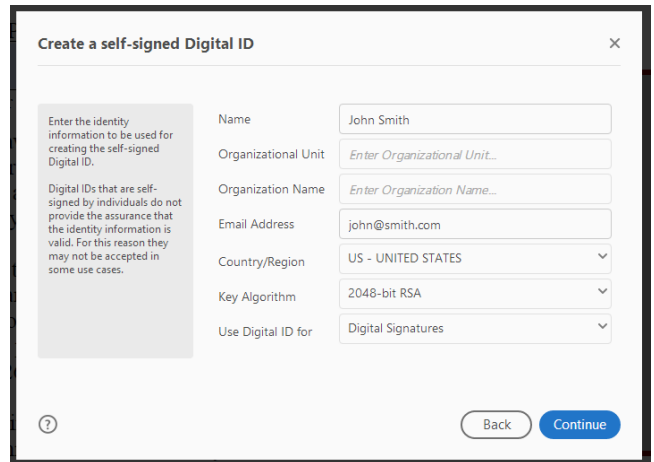 Create a self-signed Digital ID
Enter the identity
information to be used for
creating the self-signed
Digital ID.
Digital IDs that are self-
signed by individuals do not
provide the assurance that
the identity information is
valid. For this reason they
may not be accepted in
some use cases.
Name
John Smith
Organizational Unit
Enter Organizational Unit...
Organization Name
Enter Organization Name...
Email Address
john@smith.com
Country/Region
US - UNITED STATES
Key Algorithm
2048-bit RSA
Use Digital ID for
Digital Signatures
?
Back
Continue